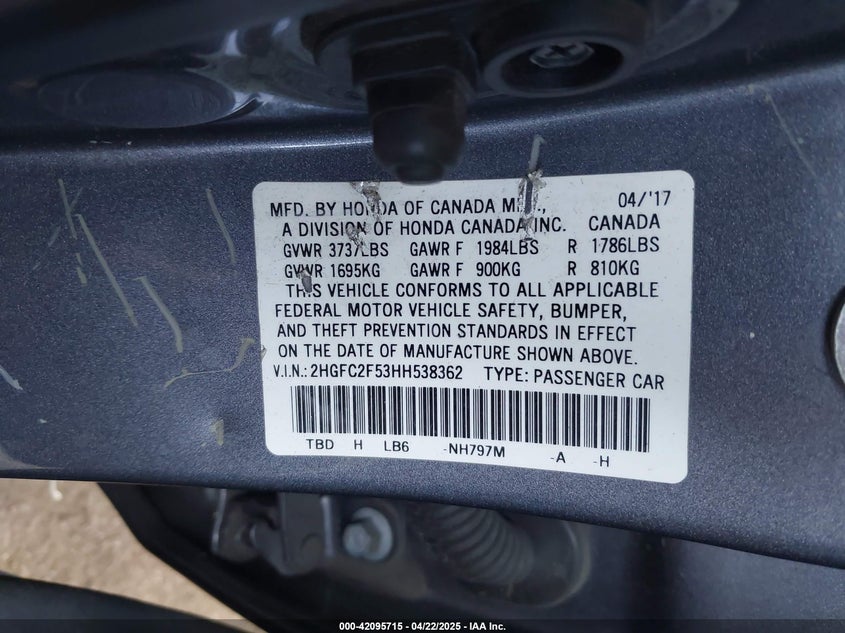 04/'17
MFD. BY HONDA OF CANADA MFG.,
A DIVISION OF HONDA CANADA INC. CANADA
GVWR 3737LBS GAWR F 1984LBS R 1786LBS
GVWR 1695KG GAWR F 900KG R 810KG
THIS VEHICLE CONFORMS TO ALL APPLICABLE
FEDERAL MOTOR VEHICLE SAFETY, BUMPER,
AND THEFT PREVENTION STANDARDS IN EFFECT
ON THE DATE OF MANUFACTURE SHOWN ABOVE.
V.I.N.: 2HGFC2F53HH538362 TYPE: PASSENGER CAR
TBD H LB6 -NH797M -A -H
000-42095715 - 04/22/2025 - IAA Inc.